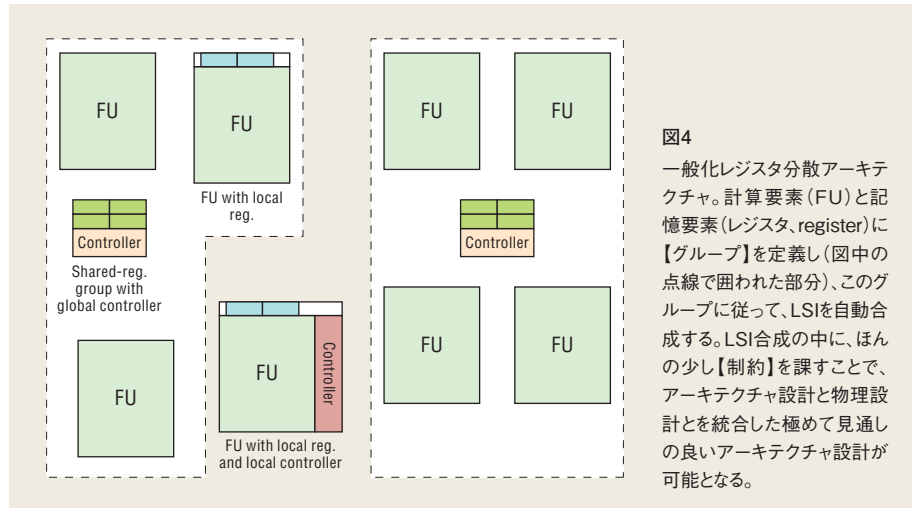 FU
FU
FU with local
reg.
Controller
Shared-reg.
group with
global controller
FU
FU
Controller
FU with local reg.
and local controller
FU
FU
Controller
FU
FU
図4
一般化レジスタ分散アーキテ
クチャ。計算要素（FU）と記
憶要素（レジスタ、register）に
【グループ】を定義し（図中の
点線で囲われた部分）、このグ
ループに従って、LSIを自動合
成する。LSI合成の中に、ほん
の少し【制約】を課すことで、
アーキテクチャ設計と物理設
計とを統合した極めて見通し
の良いアーキテクチャ設計が
可能となる。